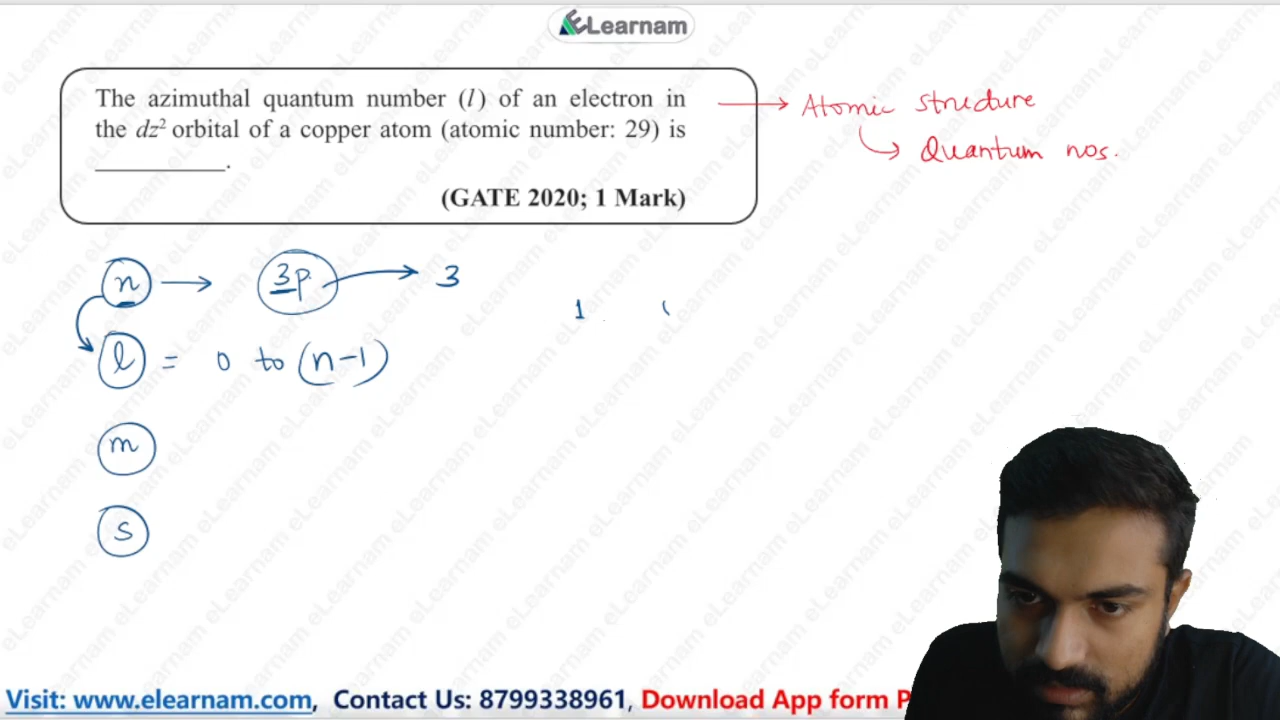 eLearnam
The azimuthal quantum number (l) of an electron in
the dz² orbital of a copper atom (atomic number: 29) is
__________.
(GATE 2020; 1 Mark)
Atomic structure
Quantum nos.
n → 3p → 3
1
l = 0 to (n-1)
m
s
Visit: www.elearnam.com, Contact Us: 8799338961, Download App form P